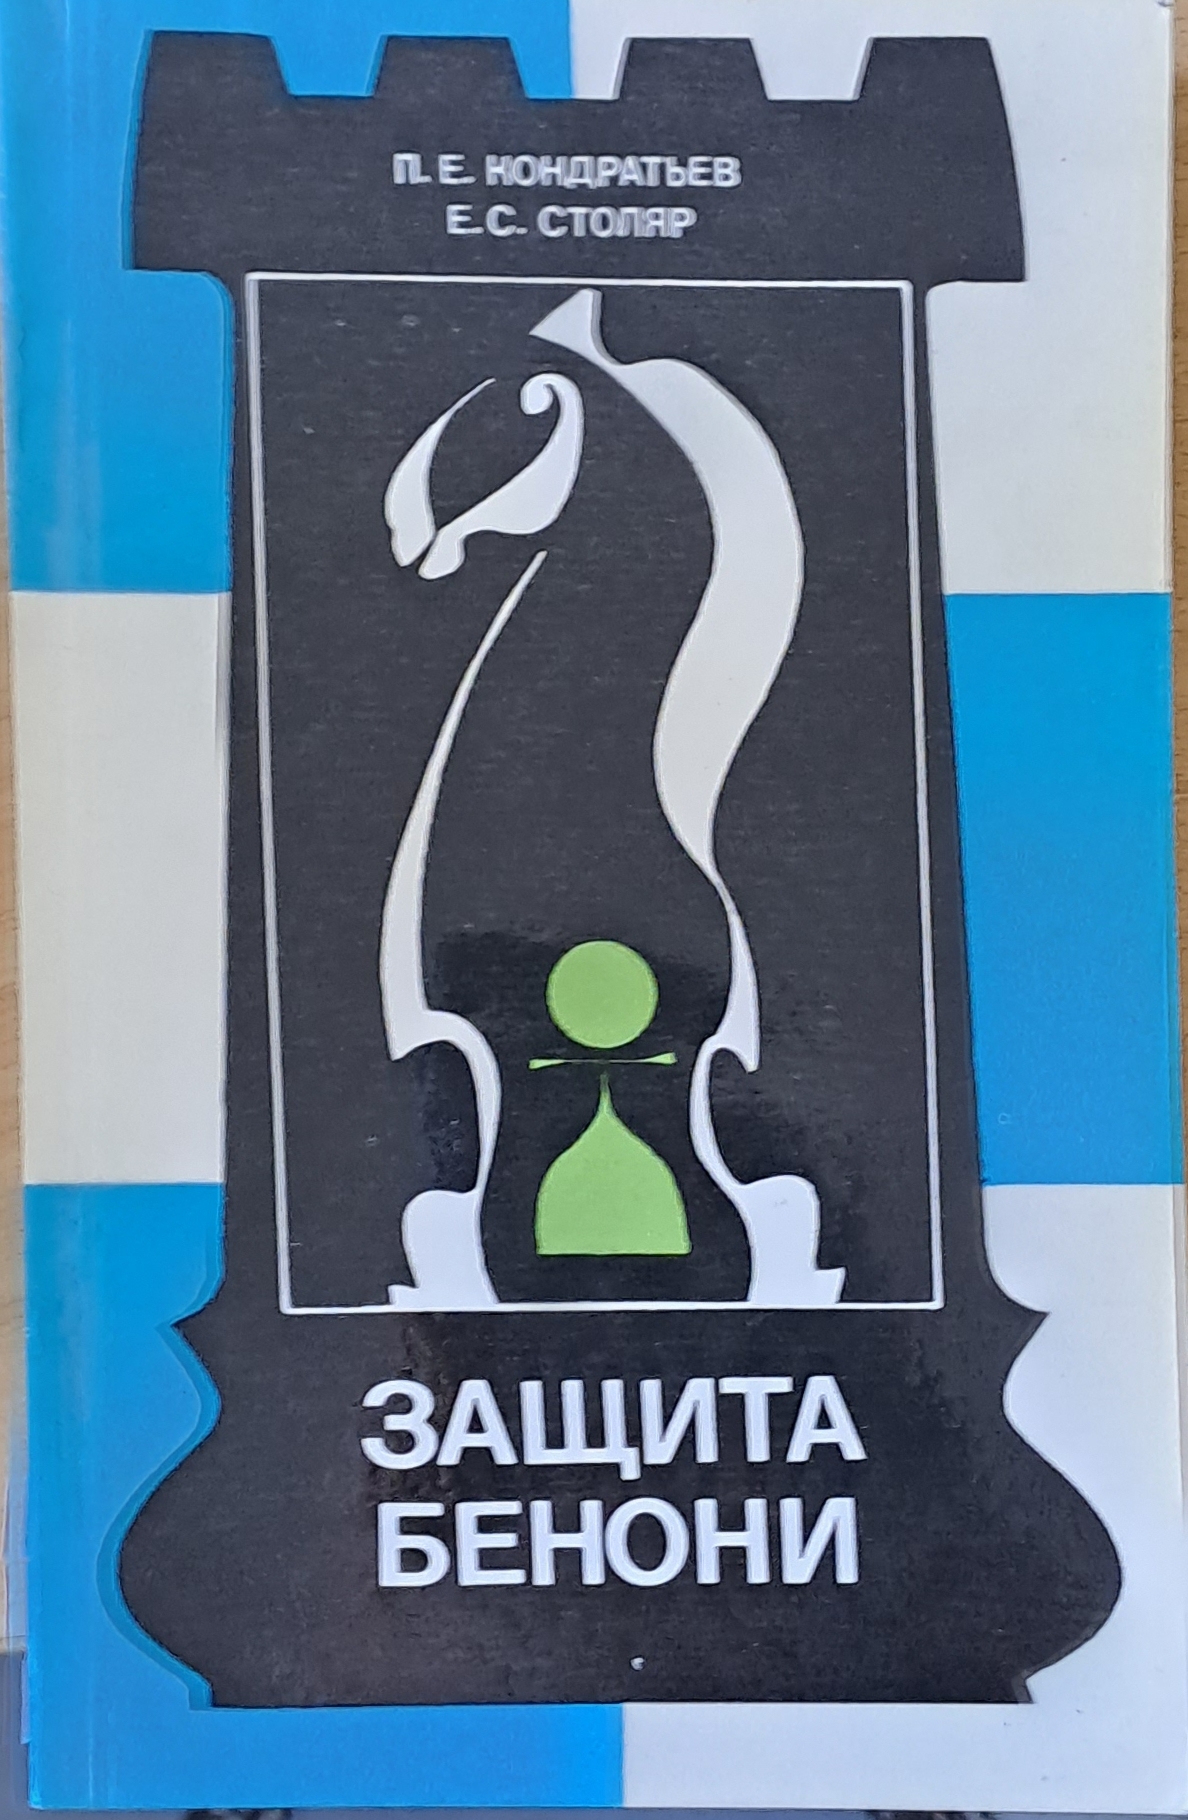 П. Е. КОНДРАТЬЕВ
Е. С. СТОЛЯР
ЗАЩИТА
БЕНОНИ